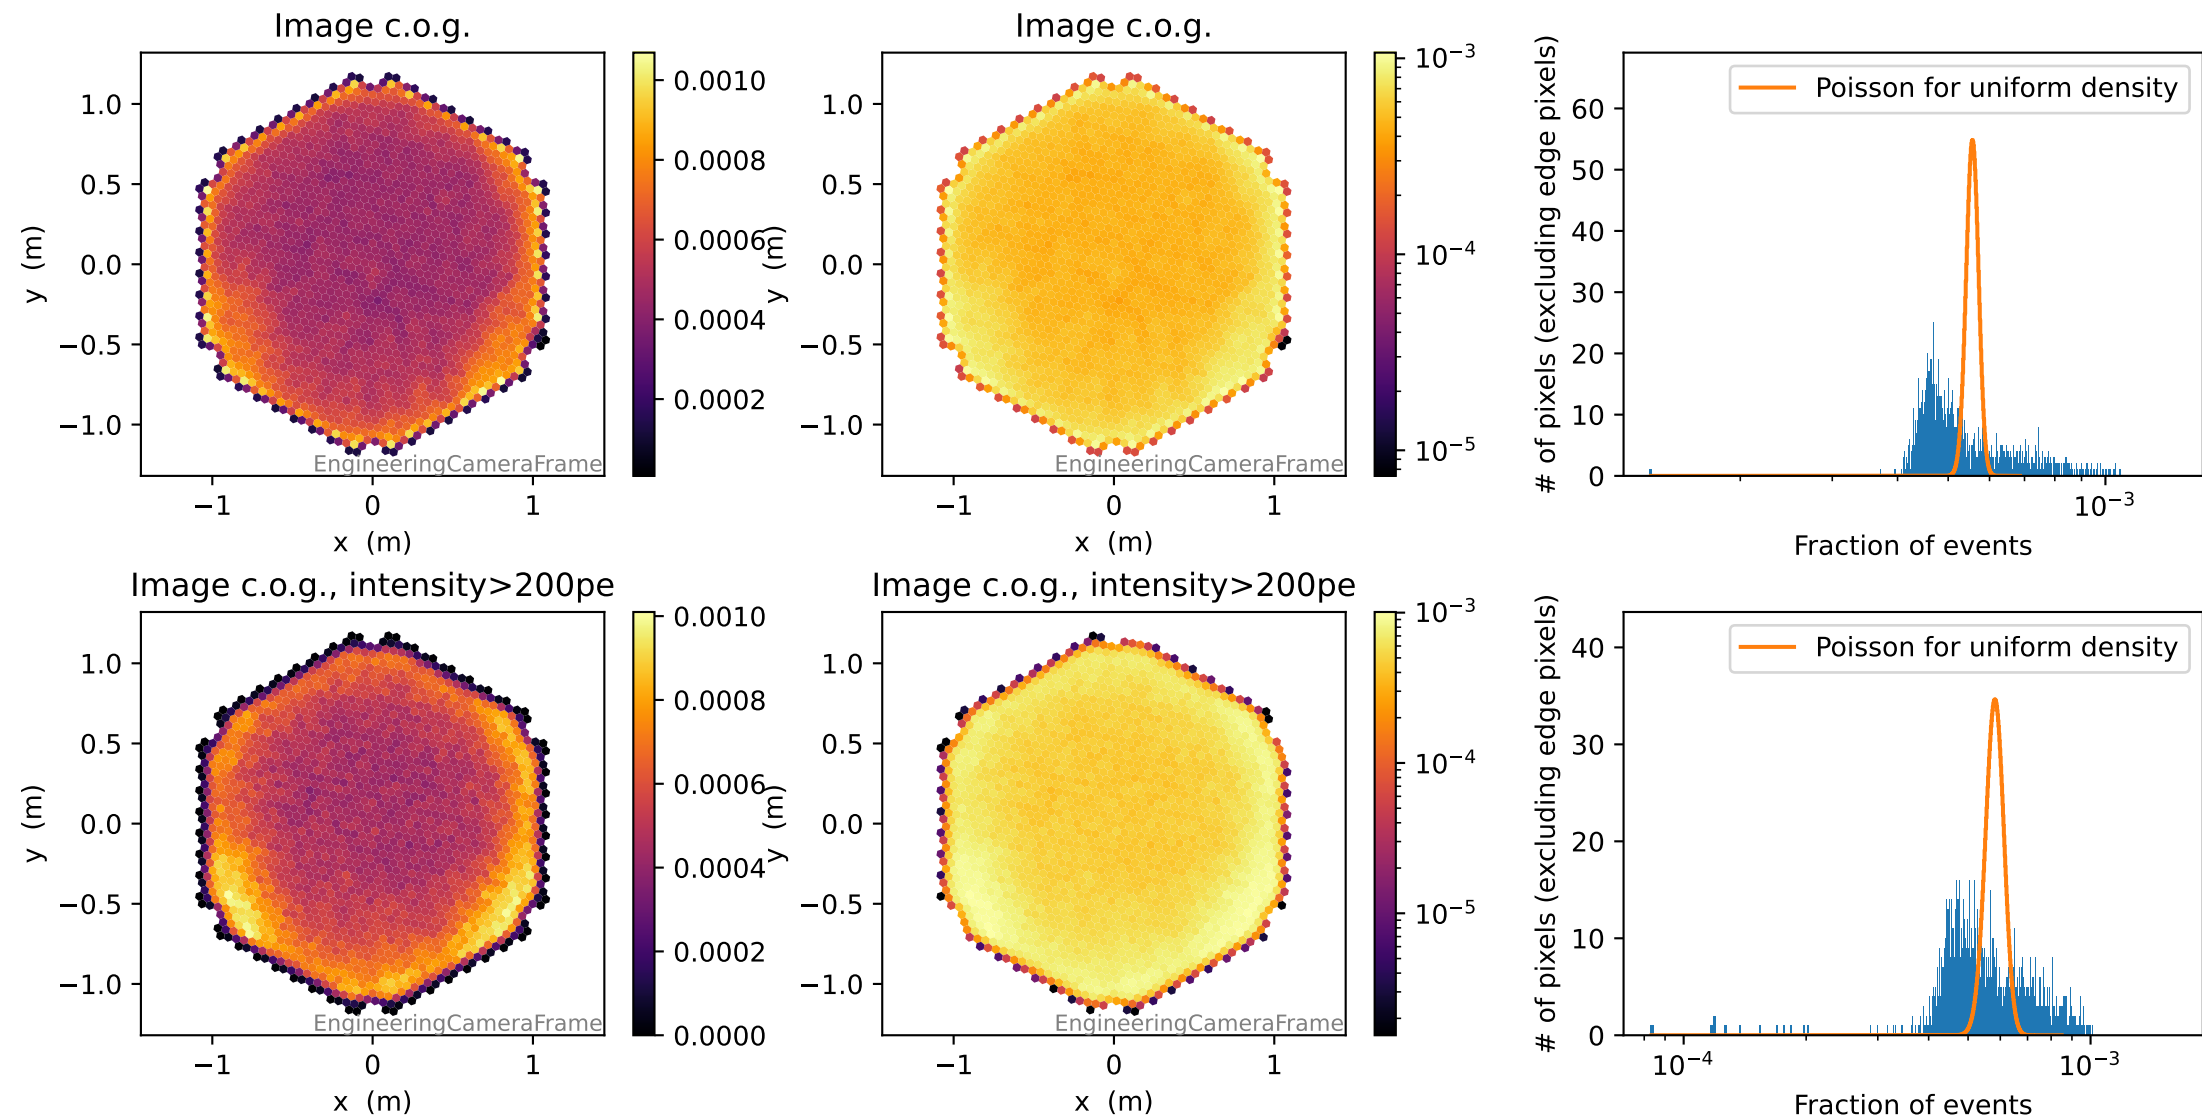 Image c.o.g.
1.0
0.5
0.0
−0.5
−1.0
y (m)
−1
0
1
x (m)
EngineeringCameraFrame
0.0010
0.0008
0.0006
0.0004
0.0002
Image c.o.g.
1.0
0.5
0.0
−0.5
−1.0
y (m)
−1
0
1
x (m)
EngineeringCameraFrame
10−3
10−4
10−5
Poisson for uniform density
60
50
40
30
20
10
0
# of pixels (excluding edge pixels)
10−3
Fraction of events
Image c.o.g., intensity>200pe
1.0
0.5
0.0
−0.5
−1.0
y (m)
−1
0
1
x (m)
EngineeringCameraFrame
0.0010
0.0008
0.0006
0.0004
0.0002
0.0000
Image c.o.g., intensity>200pe
1.0
0.5
0.0
−0.5
−1.0
y (m)
−1
0
1
x (m)
EngineeringCameraFrame
10−3
10−4
10−5
Poisson for uniform density
40
30
20
10
0
# of pixels (excluding edge pixels)
10−4
10−3
Fraction of events